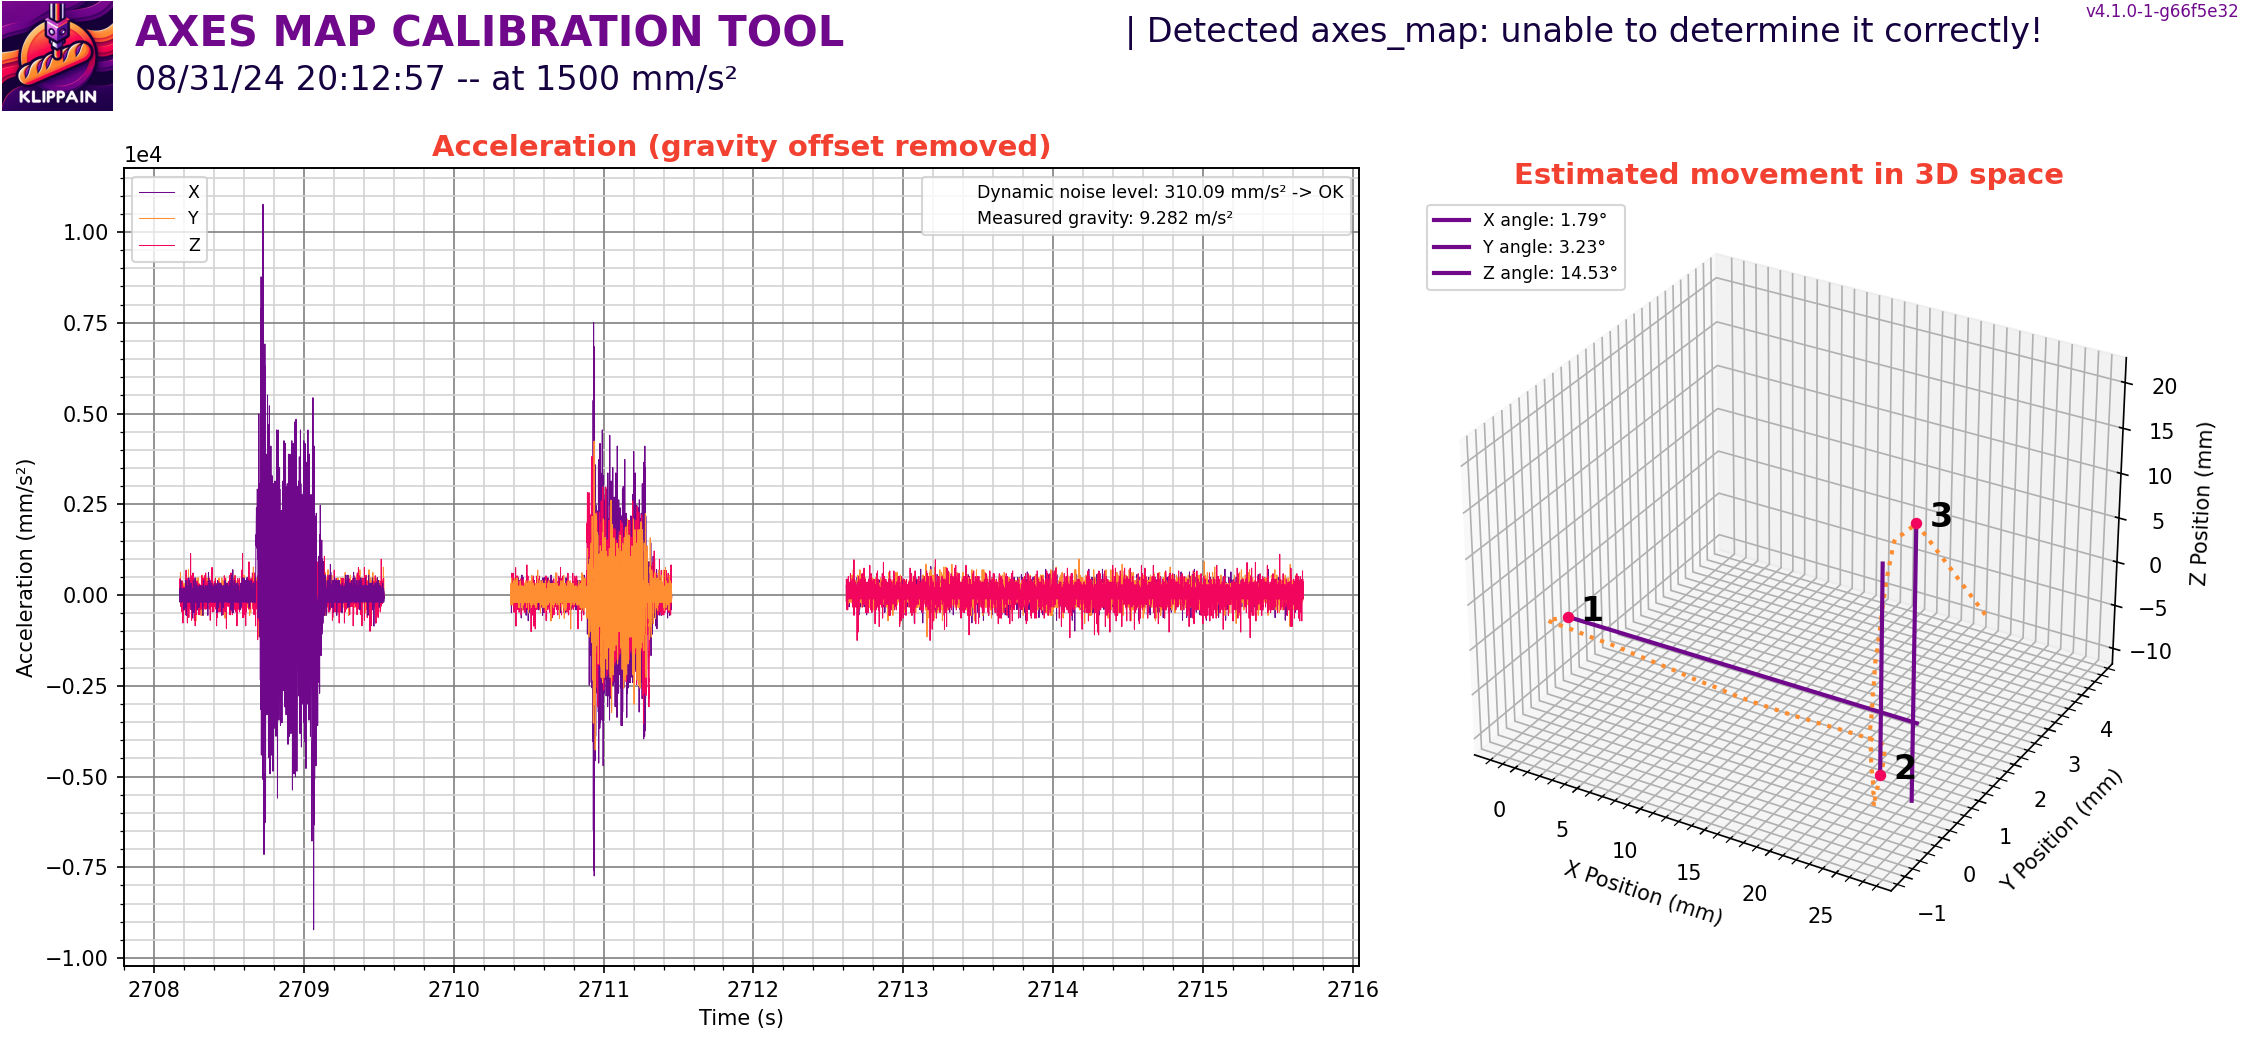 KLIPPAIN
AXES MAP CALIBRATION TOOL
08/31/24 20:12:57 -- at 1500 mm/s²
| Detected axes_map: unable to determine it correctly!
v4.1.0-1-g66f5e32
Acceleration (gravity offset removed)
1e4
X
Y
Z
Dynamic noise level: 310.09 mm/s² -> OK
Measured gravity: 9.282 m/s²
Acceleration (mm/s²)
1.00
0.75
0.50
0.25
0.00
−0.25
−0.50
−0.75
−1.00
2708 2709 2710 2711 2712 2713 2714 2715 2716
Time (s)
Estimated movement in 3D space
X angle: 1.79°
Y angle: 3.23°
Z angle: 14.53°
1
2
3
0 5 10 15 20 25
X Position (mm)
−1 0 1 2 3 4
Y Position (mm)
20
15
10
5
0
−5
−10
Z Position (mm)